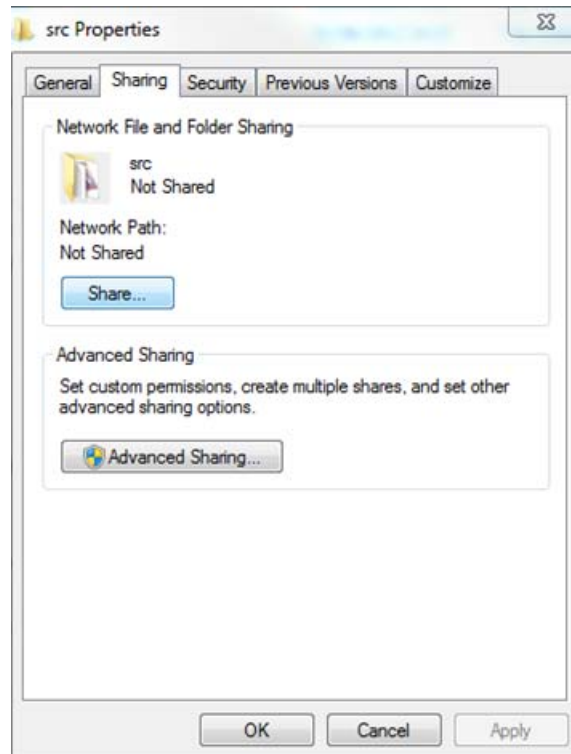 src Properties
General Sharing Security Previous Versions Customize
Network File and Folder Sharing
src
Not Shared
Network Path:
Not Shared
Share...
Advanced Sharing
Set custom permissions, create multiple shares, and set other
advanced sharing options.
Advanced Sharing...
OK Cancel Apply